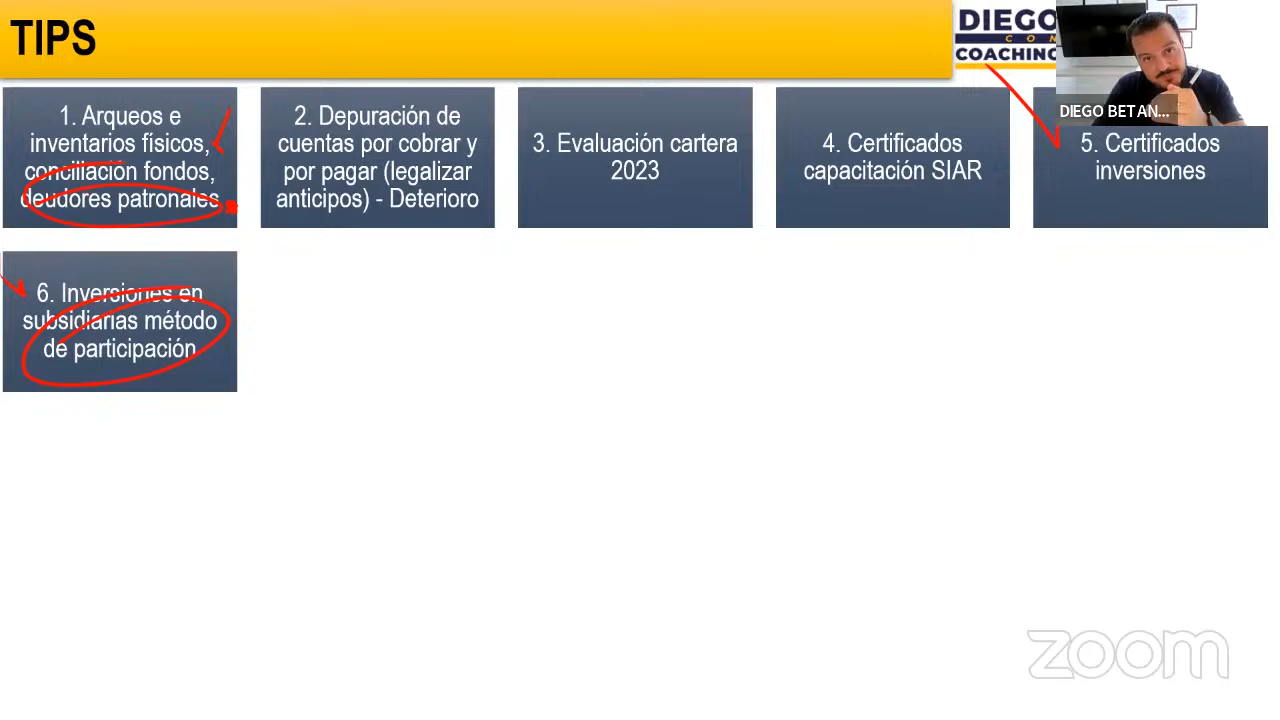 TIPS
DIEGO
CON
COACHING
DIEGO BETAN...
1. Arqueos e
inventarios físicos,
conciliación fondos,
deudores patronales
2. Depuración de
cuentas por cobrar y
por pagar (legalizar
anticipos) - Deterioro
3. Evaluación cartera
2023
4. Certificados
capacitación SIAR
5. Certificados
inversiones
6. Inversiones en
subsidiarias método
de participación
zoom